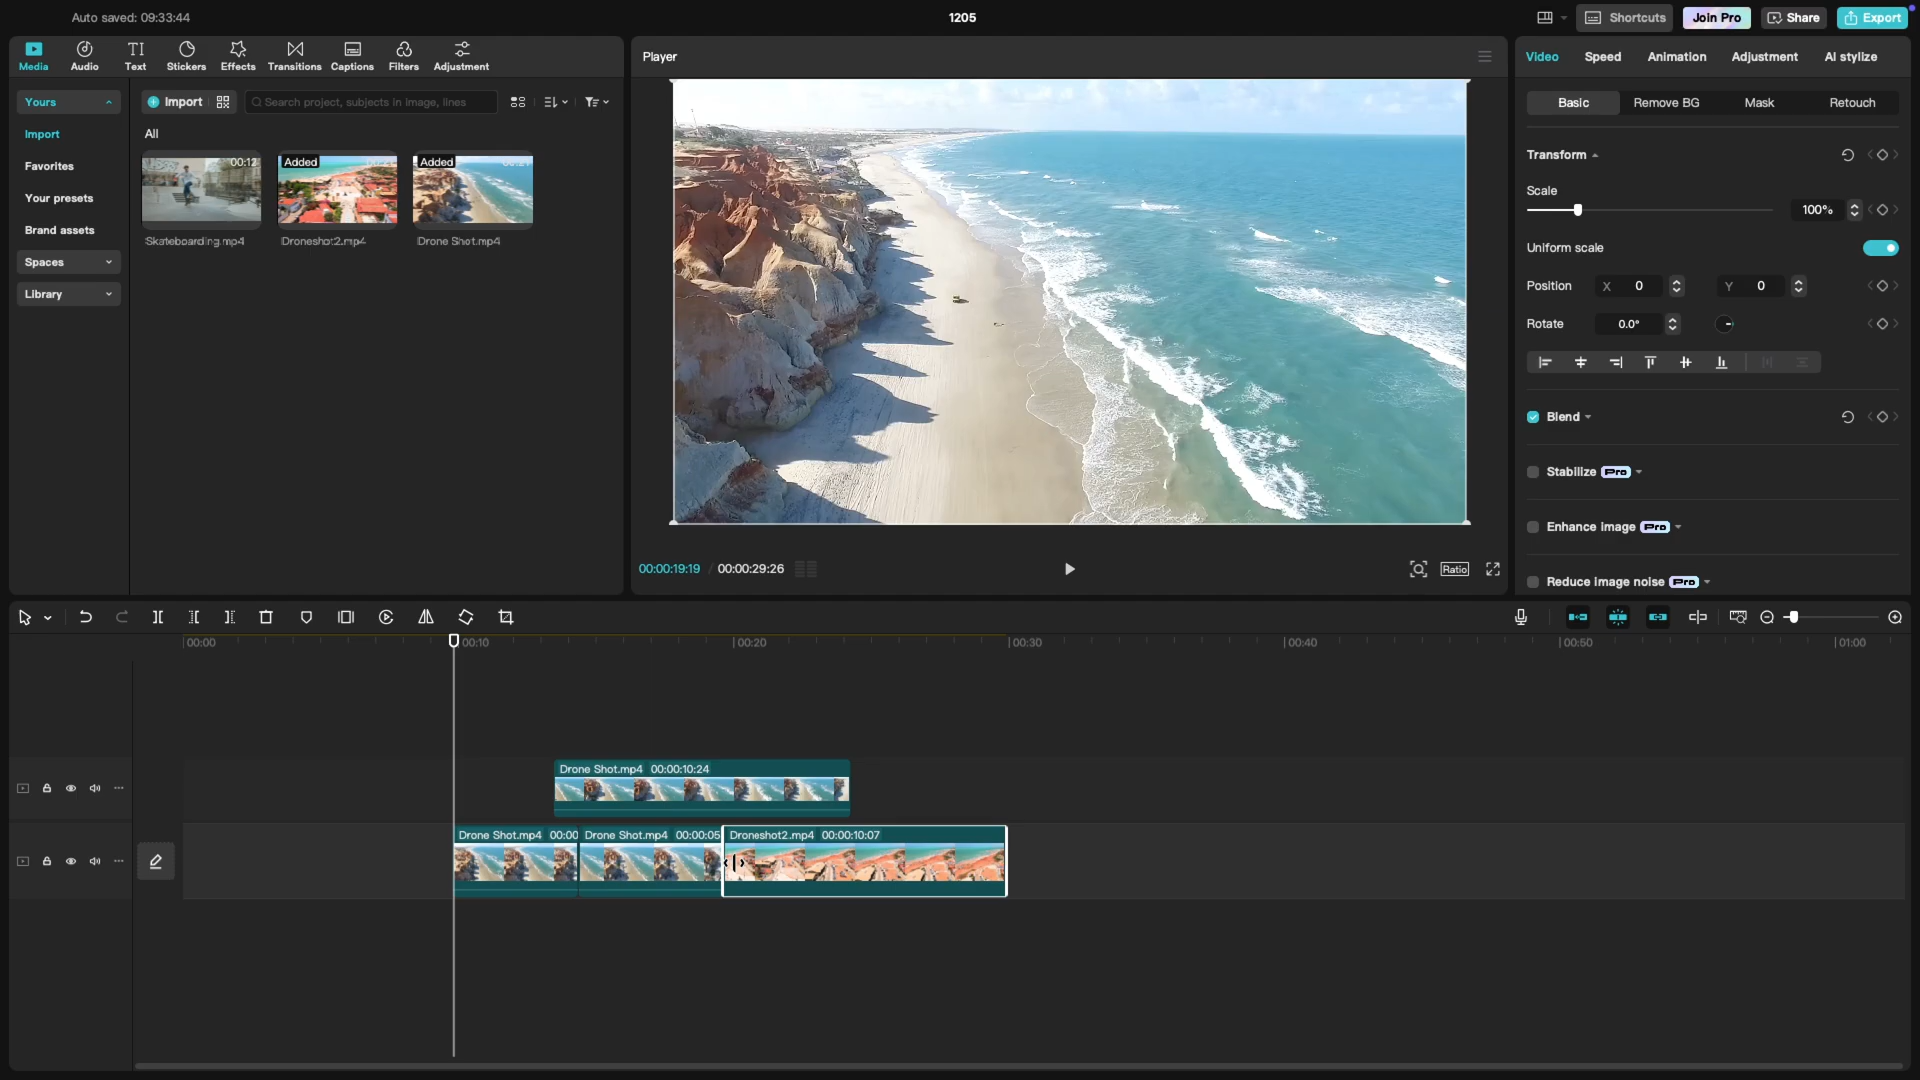 Auto saved: 09:33:44
1205
Shortcuts
Join Pro
Share
Export
Media
Audio
Text
Stickers
Effects
Transitions
Captions
Filters
Adjustment
Yours
Import
Favorites
Your presets
Brand assets
Spaces
Library
Import
Search project, subjects in image, lines
All
00:12
Skateboarding.mp4
Added
Droneshot2.mp4
Added
Drone Shot.mp4
Player
00:00:19:19 / 00:00:29:26
Ratio
Video
Speed
Animation
Adjustment
AI stylize
Basic
Remove BG
Mask
Retouch
Transform
Scale
100%
Uniform scale
Position X 0 Y 0
Rotate 0.0°
Blend
Stabilize Pro
Enhance image Pro
Reduce image noise Pro
00:00
00:10
00:20
00:30
00:40
00:50
01:00
Drone Shot.mp4 00:00:10:24
Drone Shot.mp4 00:00
Drone Shot.mp4 00:00:05
Droneshot2.mp4 00:00:10:07